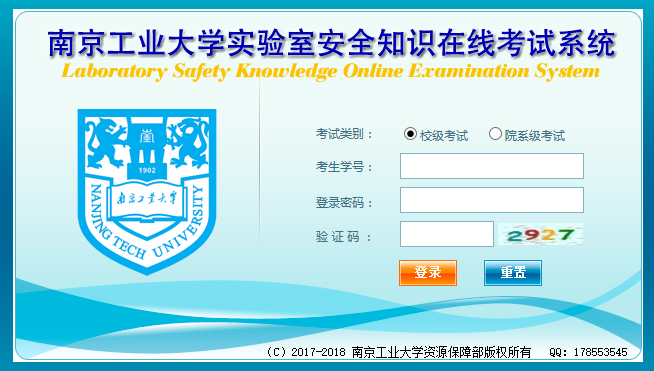 南京工业大学实验室安全知识在线考试系统
Laboratory Safety Knowledge Online Examination System
1902
南京工业大学
NANJING TECH UNIVERSITY
考试类别： 校级考试 院系级考试
考生学号：
登录密码：
验 证 码 ： 2927
登录 重置
(C) 2017-2018 南京工业大学资源保障部版权所有 QQ: 178553545